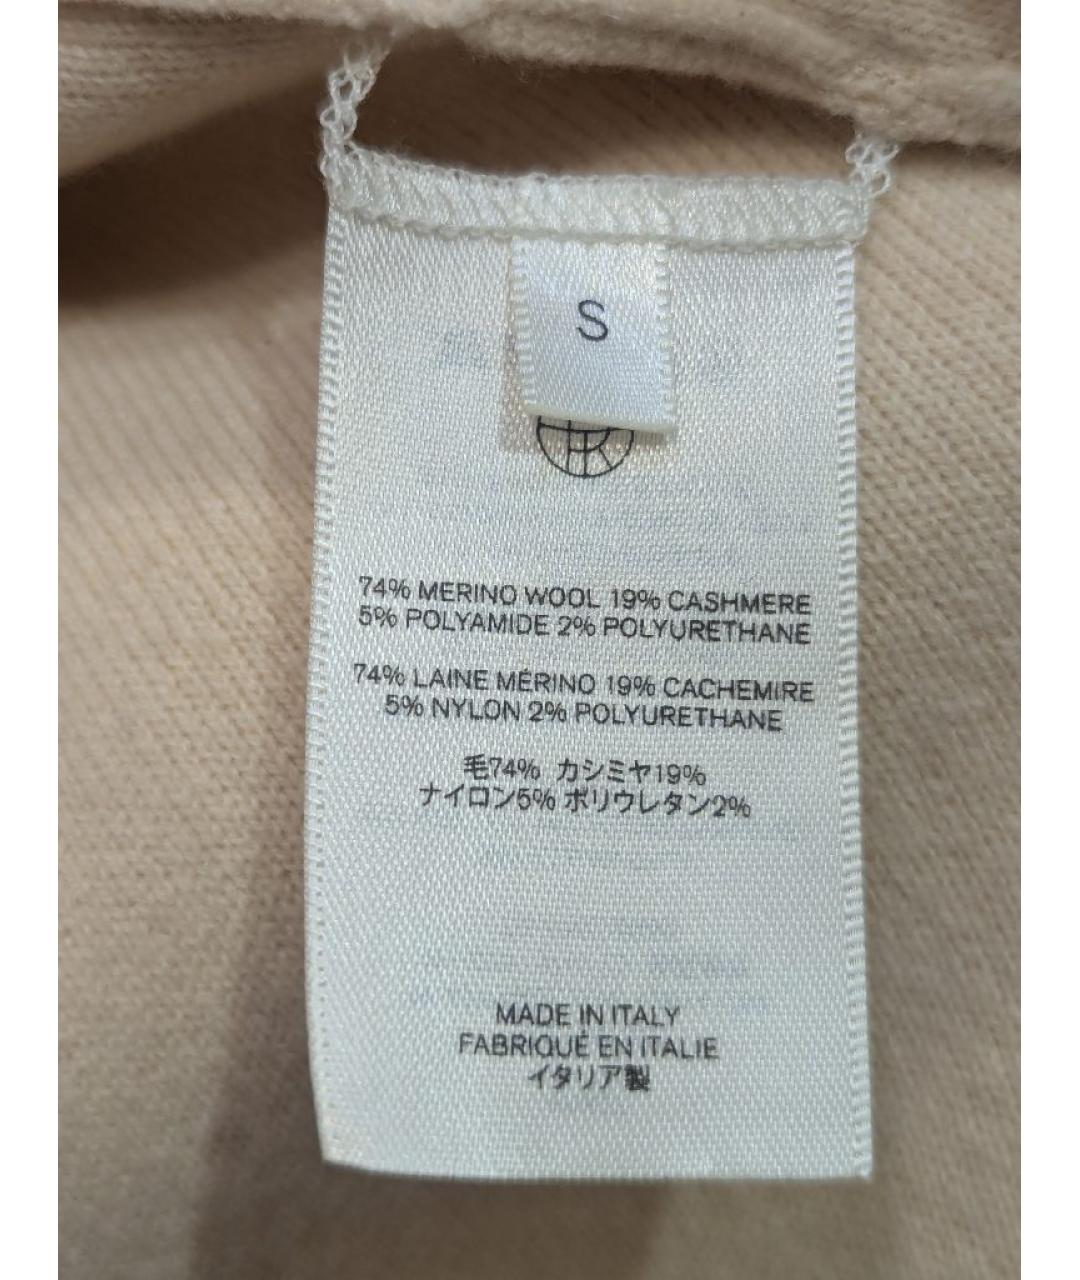 S
74% MERINO WOOL 19% CASHMERE
5% POLYAMIDE 2% POLYURETHANE
74% LAINE MÉRINO 19% CACHEMIRE
5% NYLON 2% POLYURETHANE
毛74% カシミヤ19%
ナイロン5% ポリウレタン2%
MADE IN ITALY
FABRIQUÉ EN ITALIE
イタリア製